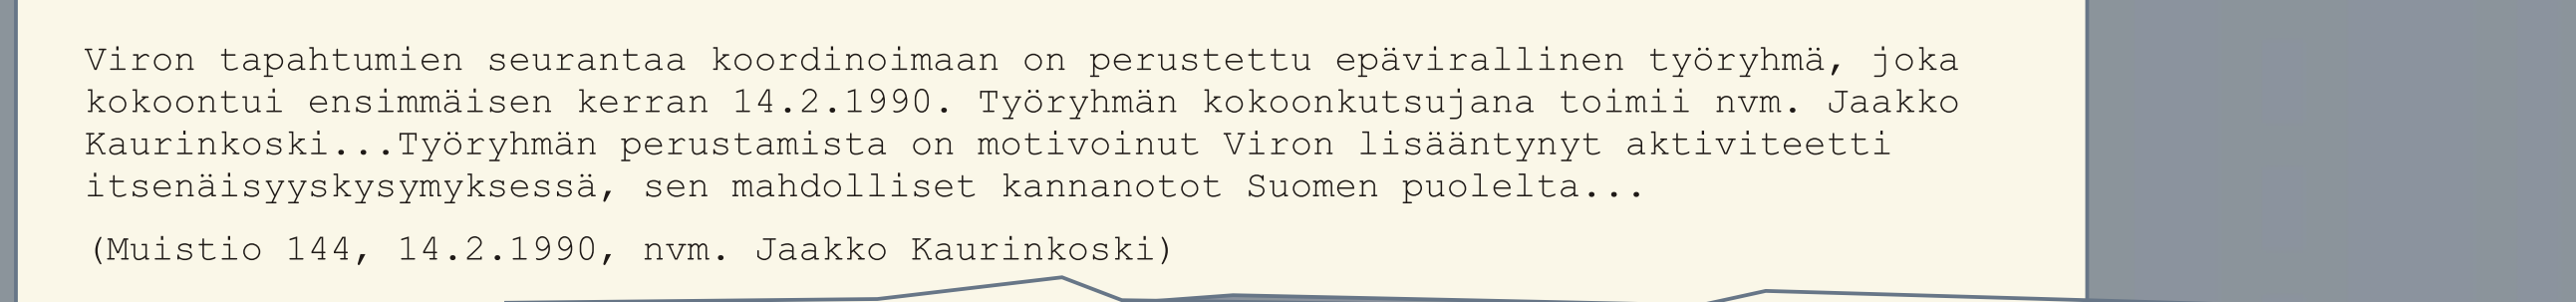 Viron tapahtumien seurantaa koordinoimaan on perustettu epävirallinen työryhmä, joka
kokoontui ensimmäisen kerran 14.2.1990. Työryhmän kokoonkutsujana toimii nvm. Jaakko
Kaurinkoski...Työryhmän perustamista on motivoinut Viron lisääntynyt aktiviteetti
itsenäisyyskysymyksessä, sen mahdolliset kannanotot Suomen puolelta...
(Muistio 144, 14.2.1990, nvm. Jaakko Kaurinkoski)